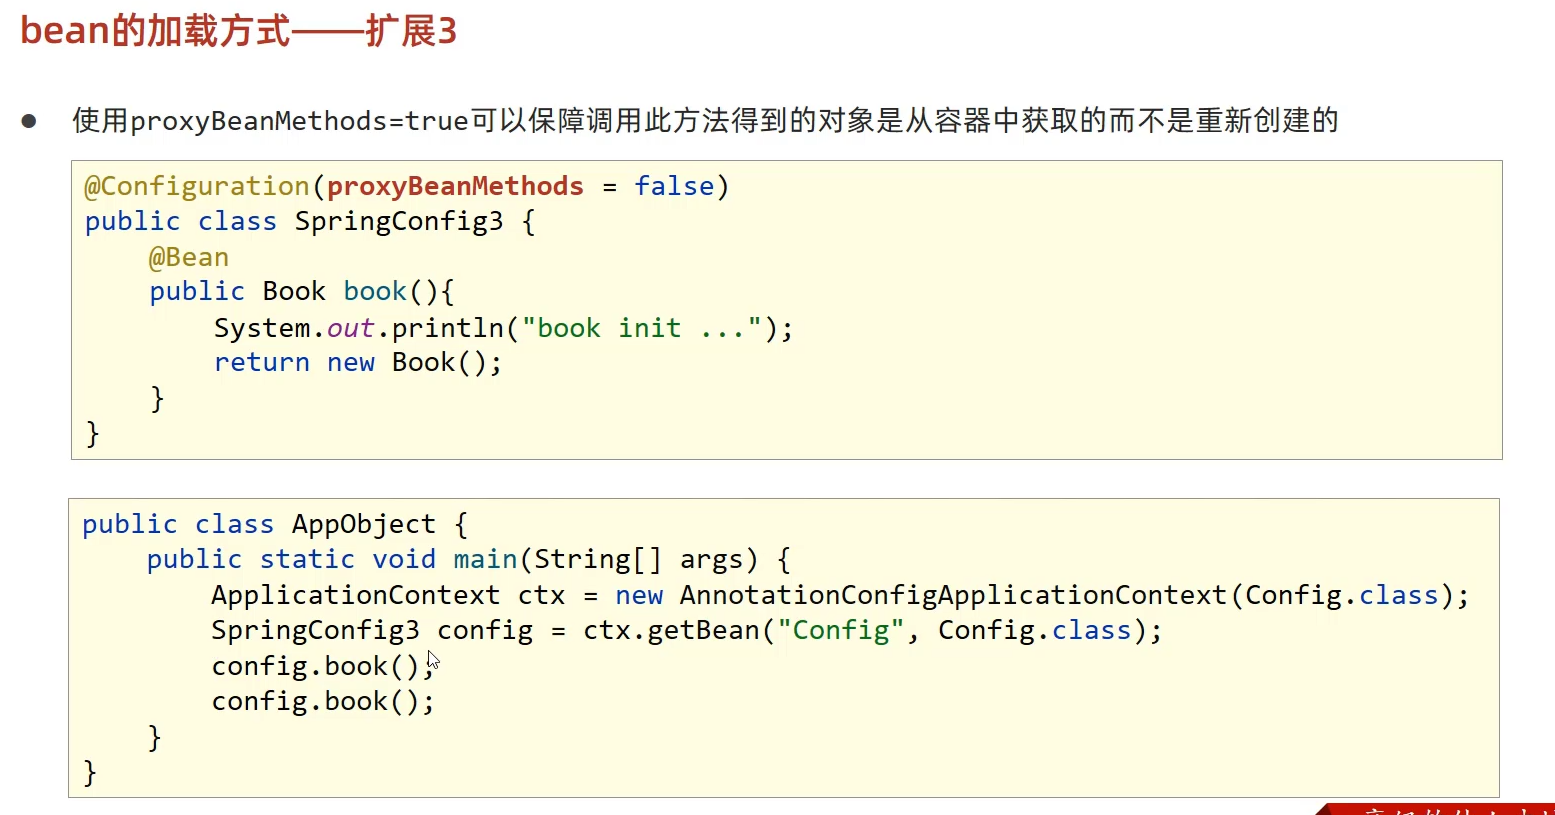 bean的加载方式——扩展3
● 使用proxyBeanMethods=true可以保障调用此方法得到的对象是从容器中获取的而不是重新创建的
@Configuration(proxyBeanMethods = false)
public class SpringConfig3 {
    @Bean
    public Book book(){
        System.out.println("book init ...");
        return new Book();
    }
}
public class AppObject {
    public static void main(String[] args) {
        ApplicationContext ctx = new AnnotationConfigApplicationContext(Config.class);
        SpringConfig3 config = ctx.getBean("Config", Config.class);
        config.book();
        config.book();
    }
}